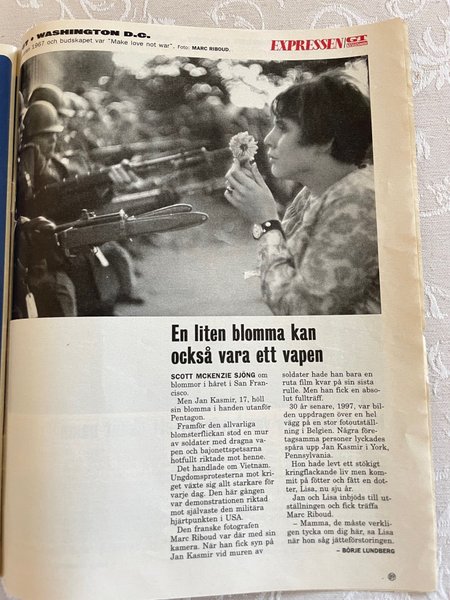 T • WASHINGTON D.C.
1967 och budskapet var "Make love not war". Foto: MARC RIBOUD.
EXPRESSEN/GT
En liten blomma kan
också vara ett vapen
SCOTT MCKENZIE SJÖNG om
blommor i håret i San Fran-
cisco.
Men Jan Kasmir, 17, höll
sin blomma i handen utanför
Pentagon.
Framför den allvarliga
blomsterflickan stod en mur
av soldater med dragna va-
pen och bajonettspetsarna
hotfullt riktade mot henne.
Det handlade om Vietnam.
Ungdomsprotesterna mot kri-
get växte sig allt starkare för
varje dag. Den här gången
var demonstrationen riktad
mot självaste den militära
hjärtpunkten i USA.
Den franske fotografen
Marc Riboud var där med sin
kamera. När han fick syn på
Jan Kasmir vid muren av
soldater hade han bara en
ruta film kvar på sin sista
rulle. Men han fick en abso-
lut fullträff.
30 år senare, 1997, var bil-
den uppdragen över en hel
vägg på en stor fotoutställ-
ning i Belgien. Några före-
tagsamma personer lyckades
spåra upp Jan Kasmir i York,
Pennsylvania.
Hon hade levt ett stökigt
kringflackande liv men kom-
mit på fötter och fått en dot-
ter, Lisa, nu sju år.
Jan och Lisa inbjöds till ut-
ställningen och fick träffa
Marc Riboud.
– Mamma, de måste verkli-
gen tycka om dig här, sa Lisa
när hon såg jätteförstoringen.
– BÖRJE LUNDBERG